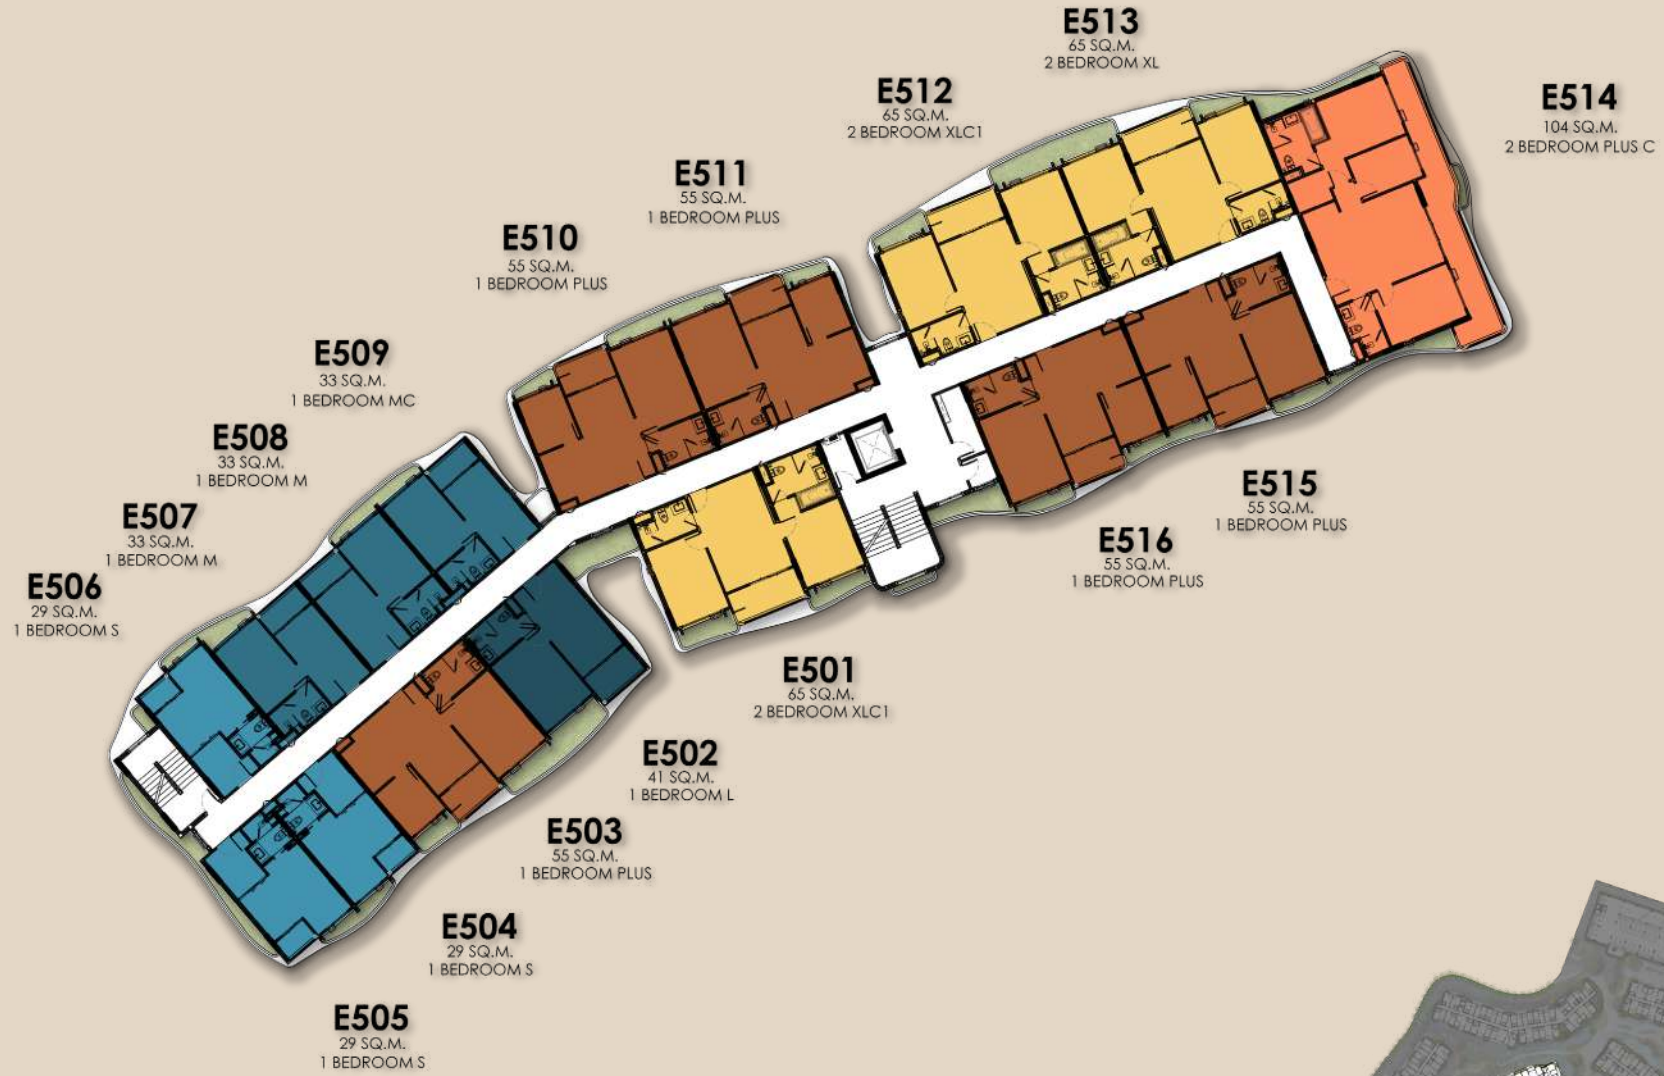 E513
65 SQ.M.
2 BEDROOM XL
E512
65 SQ.M.
2 BEDROOM XLC1
E514
104 SQ.M.
2 BEDROOM PLUS C
E511
55 SQ.M.
1 BEDROOM PLUS
E510
55 SQ.M.
1 BEDROOM PLUS
E509
33 SQ.M.
1 BEDROOM MC
E508
33 SQ.M.
1 BEDROOM M
E507
33 SQ.M.
1 BEDROOM M
E506
29 SQ.M.
1 BEDROOM S
E515
55 SQ.M.
1 BEDROOM PLUS
E516
55 SQ.M.
1 BEDROOM PLUS
E501
65 SQ.M.
2 BEDROOM XLC1
E502
41 SQ.M.
1 BEDROOM L
E503
55 SQ.M.
1 BEDROOM PLUS
E504
29 SQ.M.
1 BEDROOM S
E505
29 SQ.M.
1 BEDROOM S